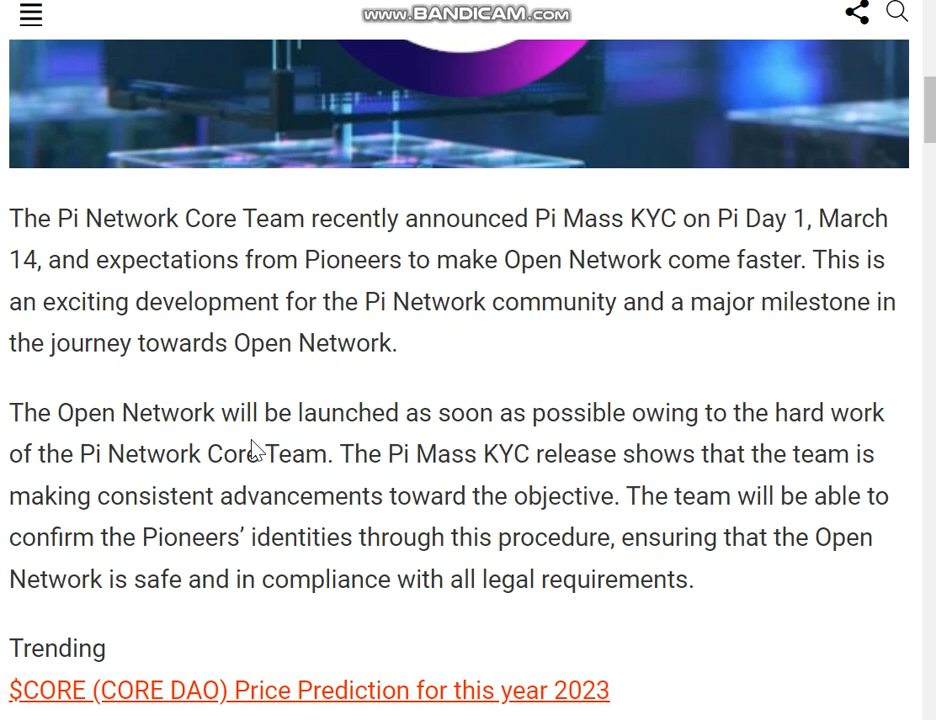 www.BANDICAM.com
The Pi Network Core Team recently announced Pi Mass KYC on Pi Day 1, March
14, and expectations from Pioneers to make Open Network come faster. This is
an exciting development for the Pi Network community and a major milestone in
the journey towards Open Network.
The Open Network will be launched as soon as possible owing to the hard work
of the Pi Network Core Team. The Pi Mass KYC release shows that the team is
making consistent advancements toward the objective. The team will be able to
confirm the Pioneers’ identities through this procedure, ensuring that the Open
Network is safe and in compliance with all legal requirements.
Trending
$CORE (CORE DAO) Price Prediction for this year 2023